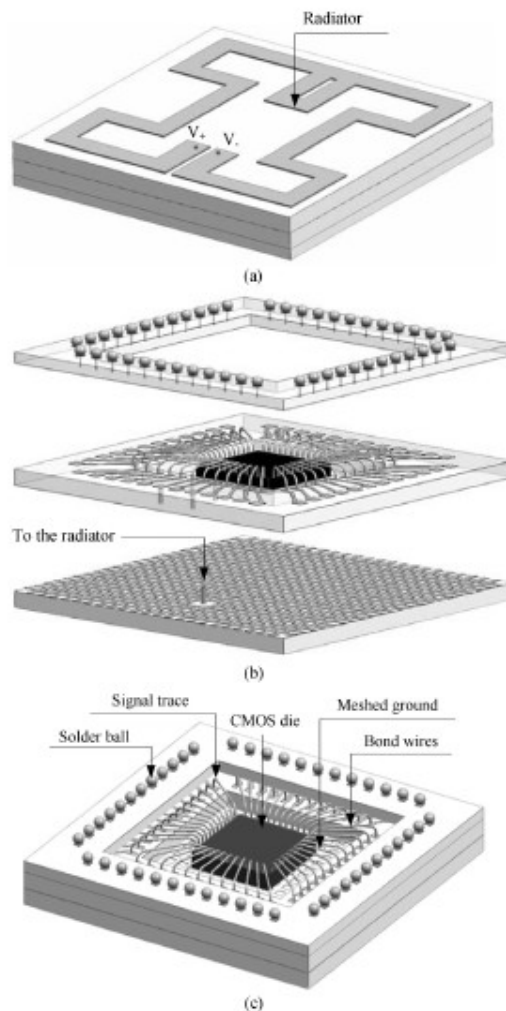 Radiator
V+ V-
(a)
To the radiator
(b)
Signal trace
CMOS die
Meshed ground
Solder ball
Bond wires
(c)